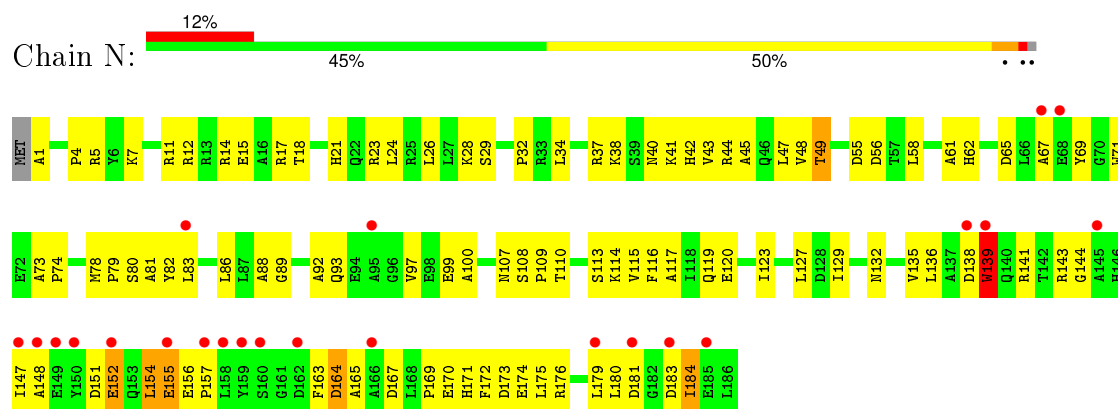 12%
Chain N:
45% 50% • ••
MET A1 P4 R5 Y6 K7 R11 R12 R13 R14 E15 A16 R17 T18 H21 Q22 R23 L24 R25 L26 L27 K28 S29 P32 R33 L34 R37 K38 S39 N40 K41 H42 V43 R44 A45 Q46 L47 V48 T49 D55 D56 T57 L58 A61 H62 D65 L66 A67 E68 Y69 G70 W71
E72 A73 P74 M78 P79 S80 A81 Y82 L83 L86 L87 A88 G89 A92 Q93 E94 A95 G96 V97 E98 E99 A100 N107 S108 P109 T110 S113 K114 V115 F116 A117 I118 Q119 E120 I123 L127 D128 I129 N132 V135 L136 A137 D138 W139 Q140 R141 T142 R143 G144 A145
I147 A148 E149 Y150 D151 E152 Q153 L154 E155 E156 P157 L158 Y159 S160 G161 D162 F163 D164 A165 A166 D167 L168 P169 E170 H171 F172 D173 E174 L175 R176 L179 L180 D181 G182 D183 I184 E185 L186